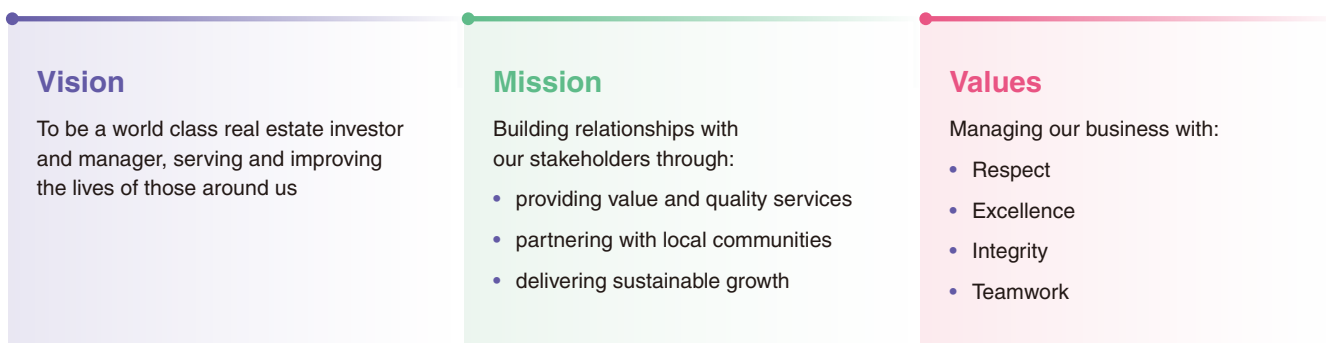 Vision
To be a world class real estate investor
and manager, serving and improving
the lives of those around us
Mission
Building relationships with
our stakeholders through:
• providing value and quality services
• partnering with local communities
• delivering sustainable growth
Values
Managing our business with:
• Respect
• Excellence
• Integrity
• Teamwork